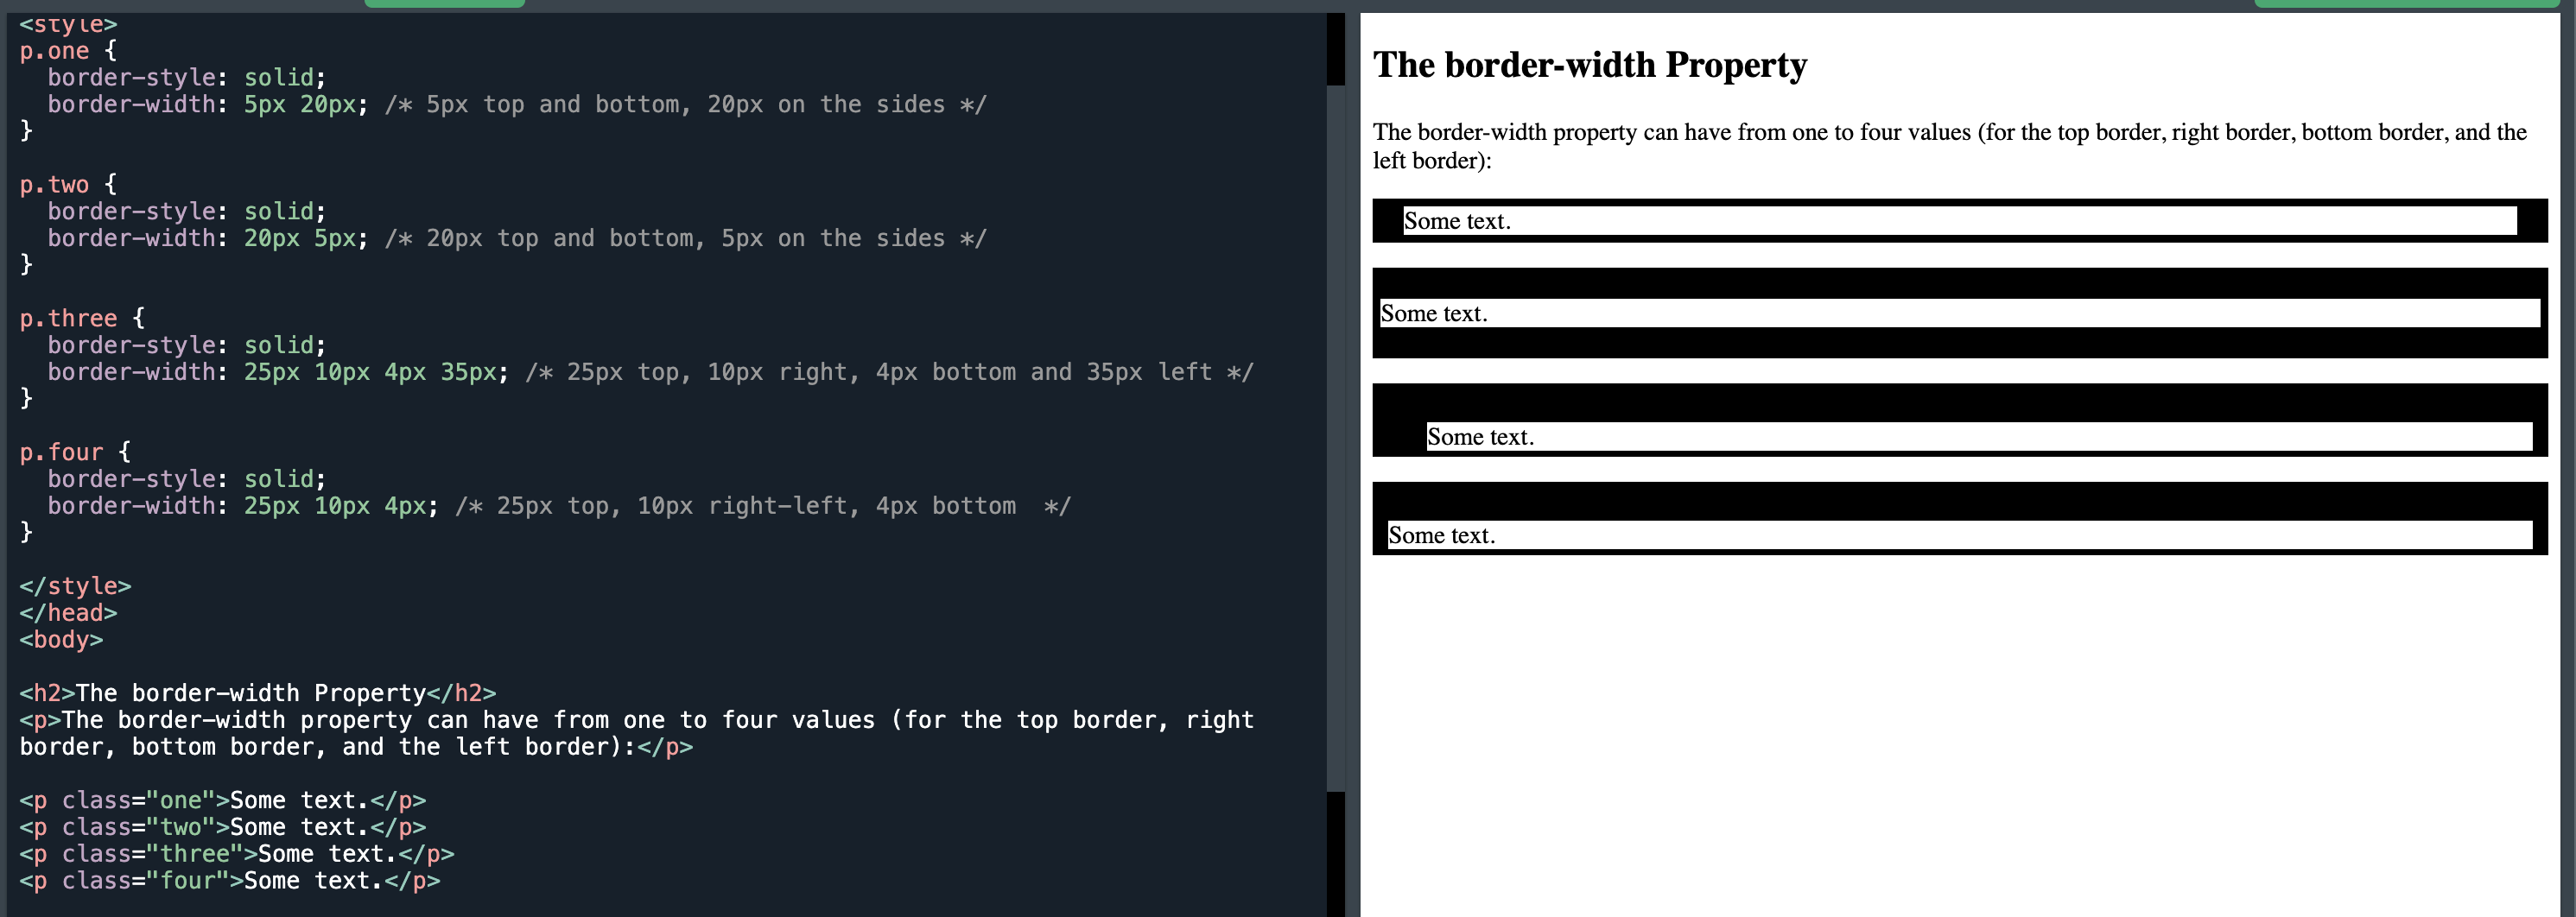 <style>
p.one {
  border-style: solid;
  border-width: 5px 20px; /* 5px top and bottom, 20px on the sides */
}

p.two {
  border-style: solid;
  border-width: 20px 5px; /* 20px top and bottom, 5px on the sides */
}

p.three {
  border-style: solid;
  border-width: 25px 10px 4px 35px; /* 25px top, 10px right, 4px bottom and 35px left */
}

p.four {
  border-style: solid;
  border-width: 25px 10px 4px; /* 25px top, 10px right-left, 4px bottom  */
}

</style>
</head>
<body>

<h2>The border-width Property</h2>
<p>The border-width property can have from one to four values (for the top border, right
border, bottom border, and the left border):</p>

<p class="one">Some text.</p>
<p class="two">Some text.</p>
<p class="three">Some text.</p>
<p class="four">Some text.</p>

The border-width Property
The border-width property can have from one to four values (for the top border, right border, bottom border, and the
left border):
Some text.
Some text.
Some text.
Some text.